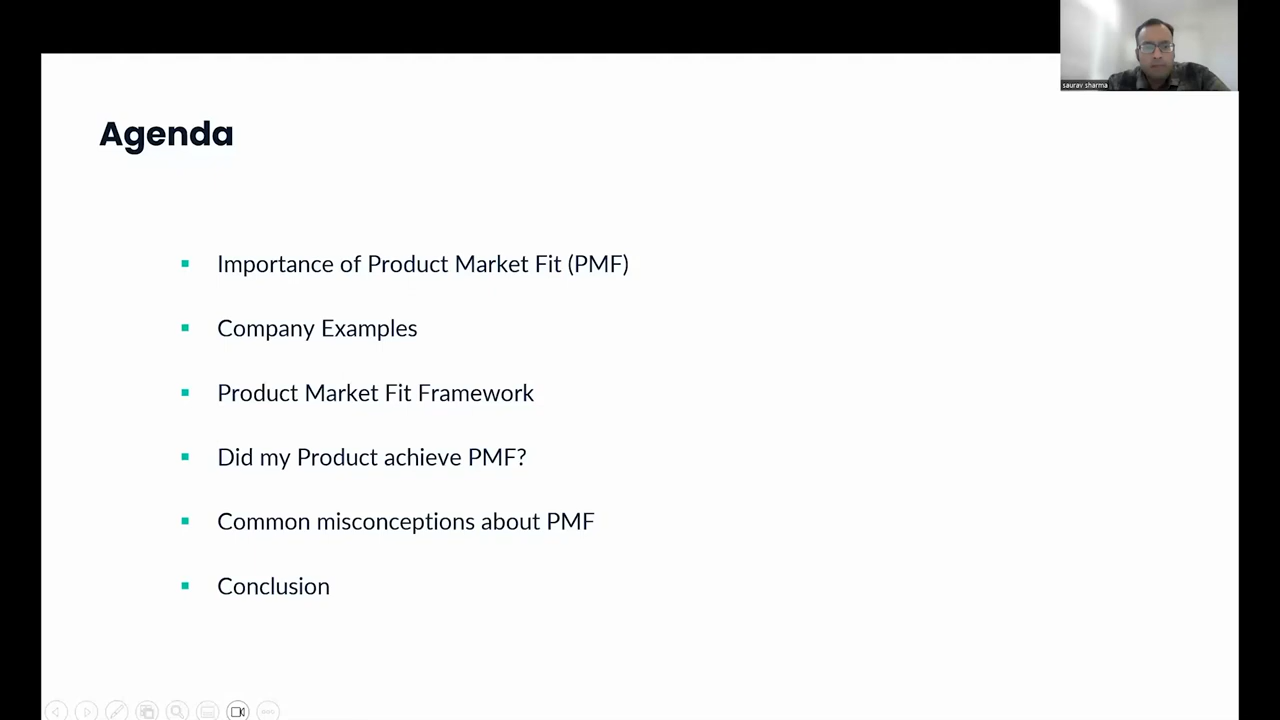 saurav sharma
Agenda
Importance of Product Market Fit (PMF)
Company Examples
Product Market Fit Framework
Did my Product achieve PMF?
Common misconceptions about PMF
Conclusion